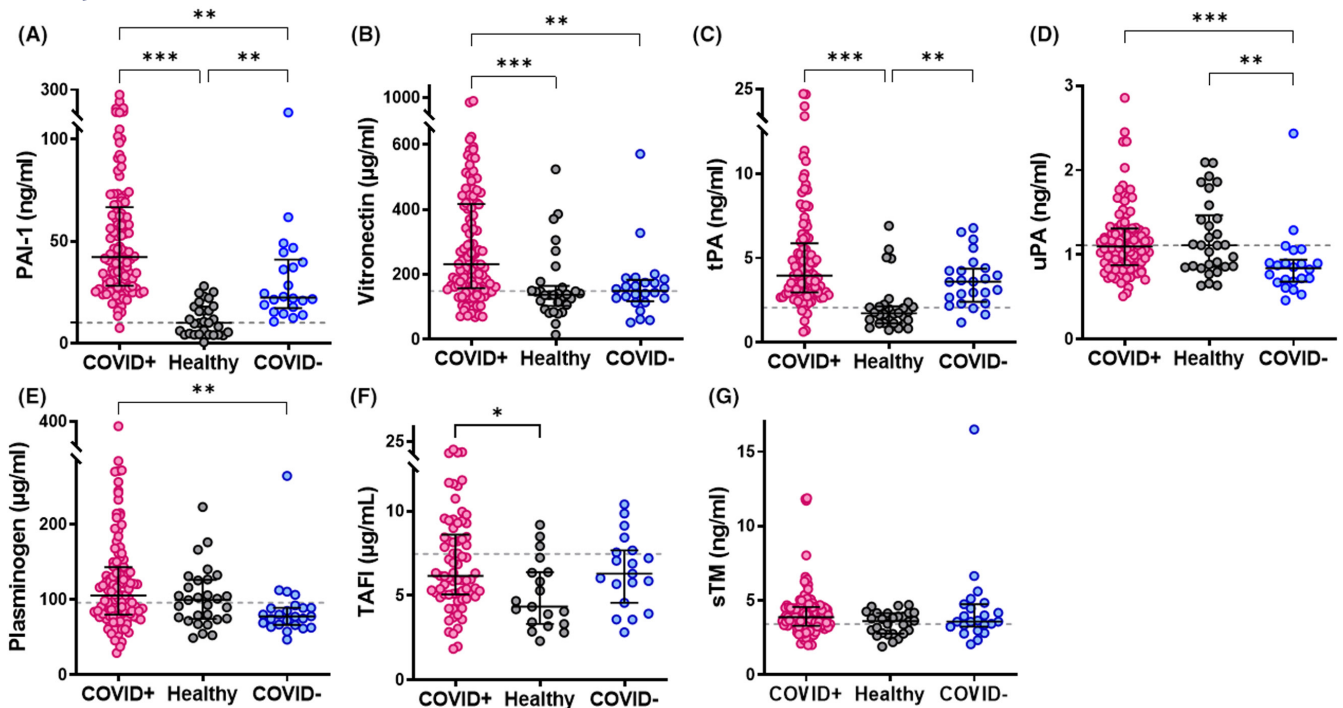 (A)
**
***
**
PAI-1 (ng/ml)
300
100
50
0
COVID+ Healthy COVID-
(B)
**
***
Vitronectin (µg/ml)
1000
600
400
200
0
COVID+ Healthy COVID-
(C)
***
**
tPA (ng/ml)
25
10
5
0
COVID+ Healthy COVID-
(D)
***
**
uPA (ng/ml)
3
2
1
0
COVID+ Healthy COVID-
(E)
**
Plasminogen (µg/ml)
400
200
100
0
COVID+ Healthy COVID-
(F)
*
TAFI (µg/mL)
25
10
5
0
COVID+ Healthy COVID-
(G)
sTM (ng/ml)
15
10
5
0
COVID+ Healthy COVID-